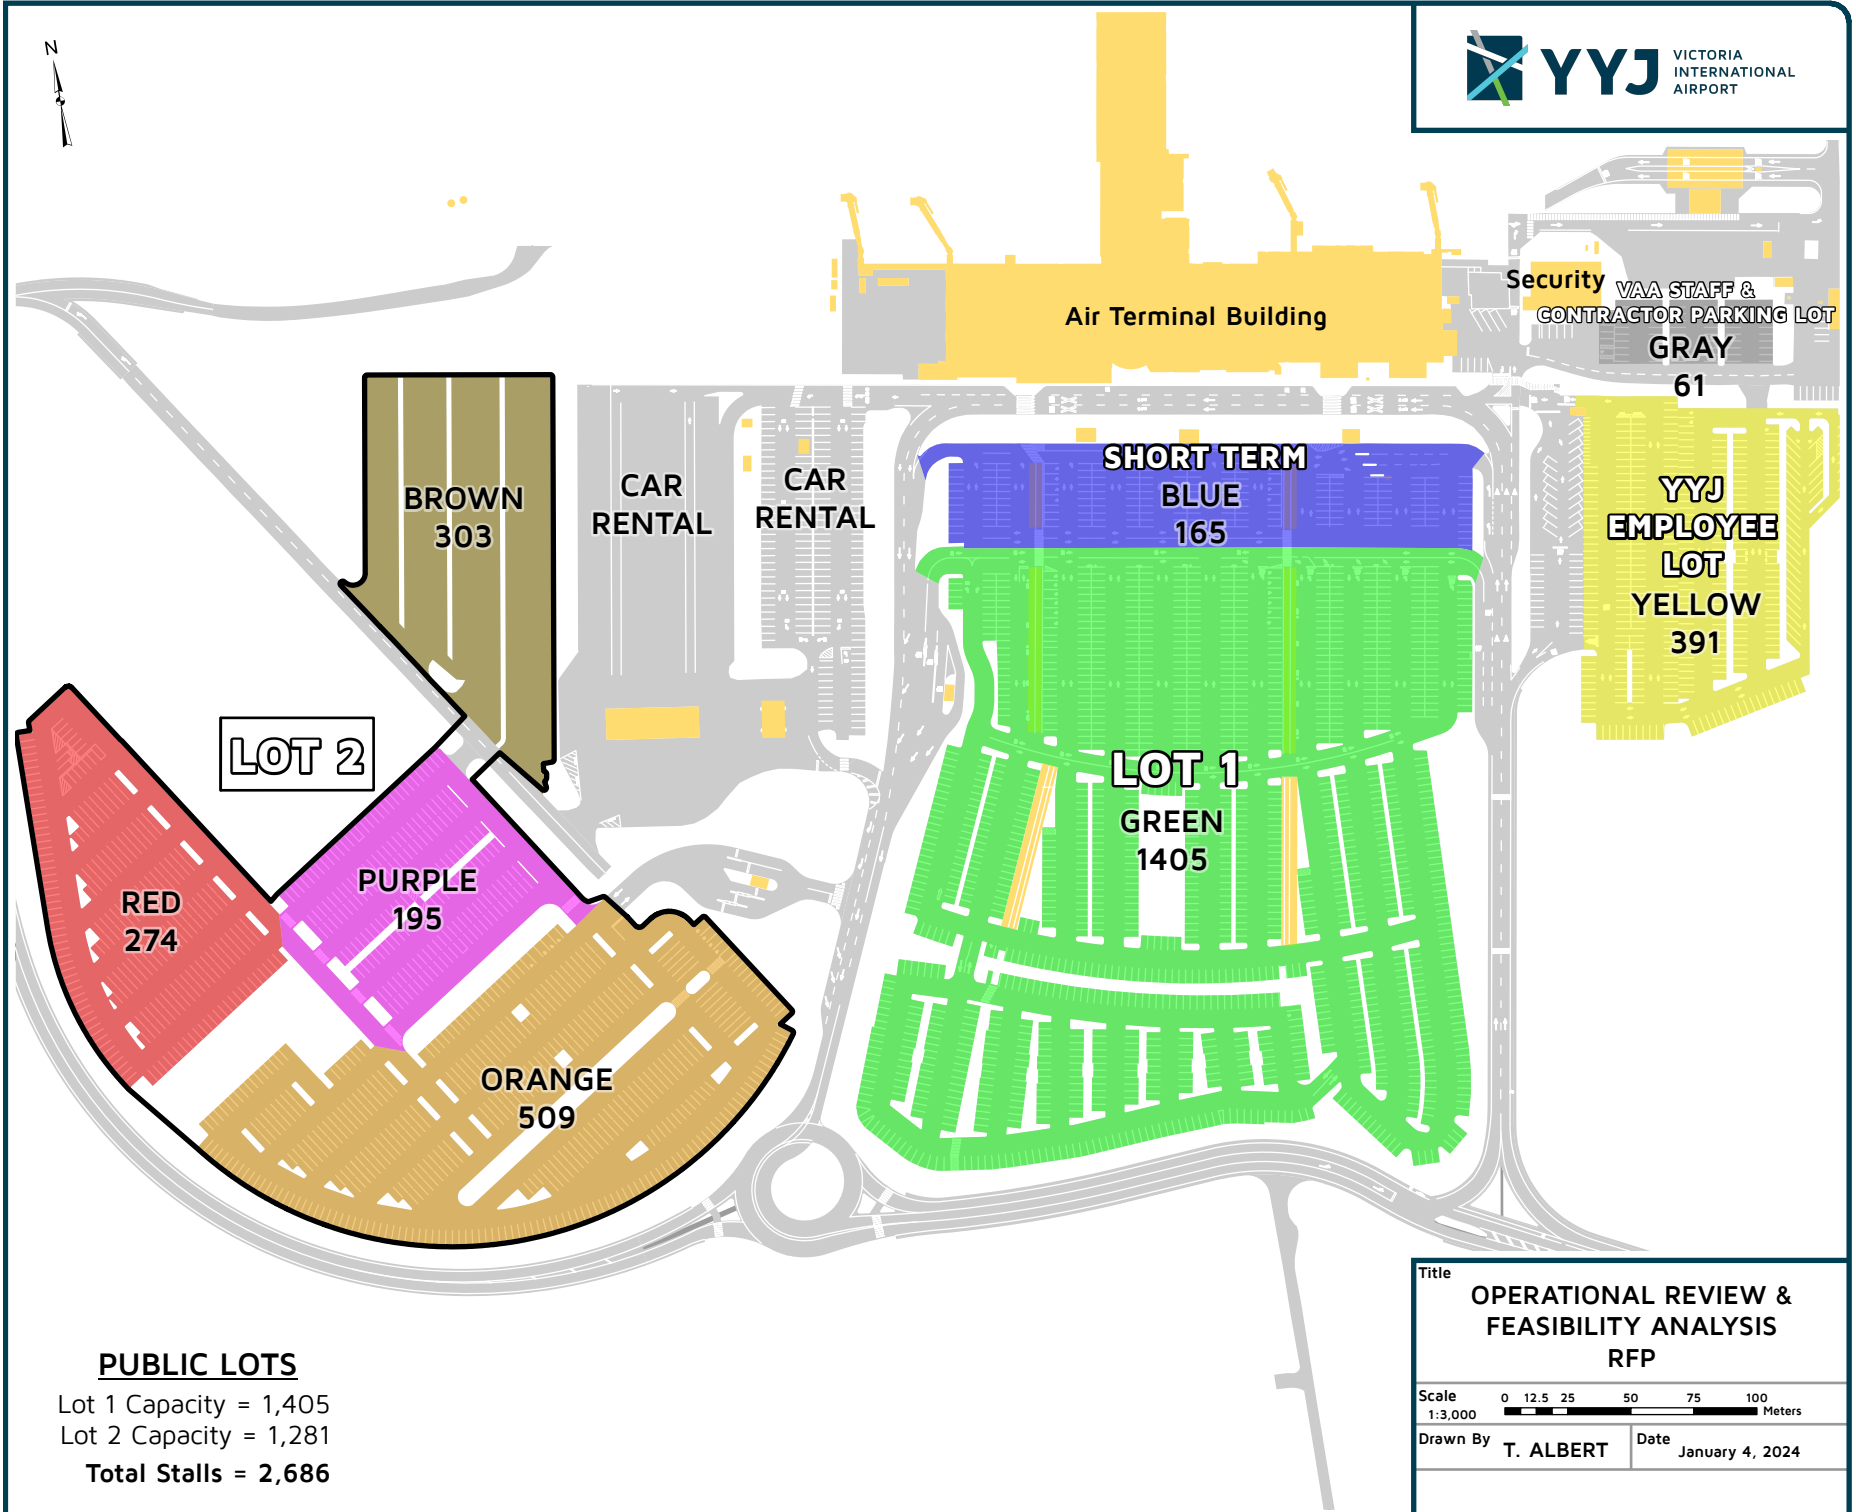 N
YYJ
VICTORIA
INTERNATIONAL
AIRPORT
Security
VAA STAFF &
CONTRACTOR PARKING LOT
GRAY
61
Air Terminal Building
BROWN
303
CAR
RENTAL
CAR
RENTAL
SHORT TERM
BLUE
165
YYJ
EMPLOYEE
LOT
YELLOW
391
LOT 2
LOT 1
GREEN
1405
RED
274
PURPLE
195
ORANGE
509
PUBLIC LOTS
Lot 1 Capacity = 1,405
Lot 2 Capacity = 1,281
Total Stalls = 2,686
Title
OPERATIONAL REVIEW &
FEASIBILITY ANALYSIS
RFP
Scale
1:3,000
0 12.5 25 50 75 100
Meters
Drawn By T. ALBERT
Date January 4, 2024